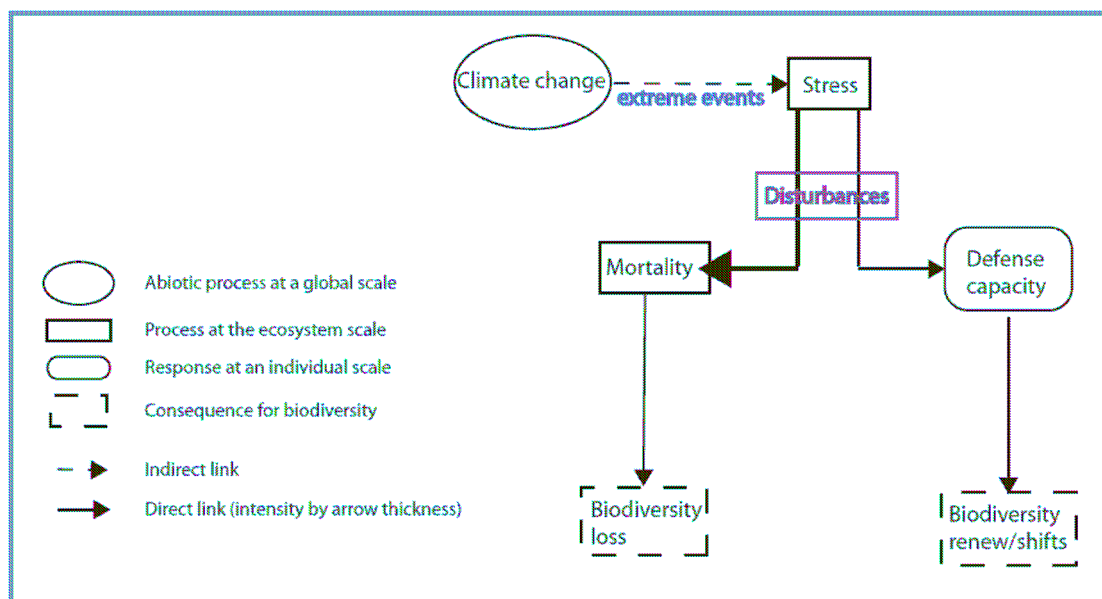 Climate change
extreme events
Stress
Disturbances
Mortality
Defense
capacity
Abiotic process at a global scale
Process at the ecosystem scale
Response at an individual scale
Consequence for biodiversity
Indirect link
Direct link (intensity by arrow thickness)
Biodiversity
loss
Biodiversity
renew/shifts